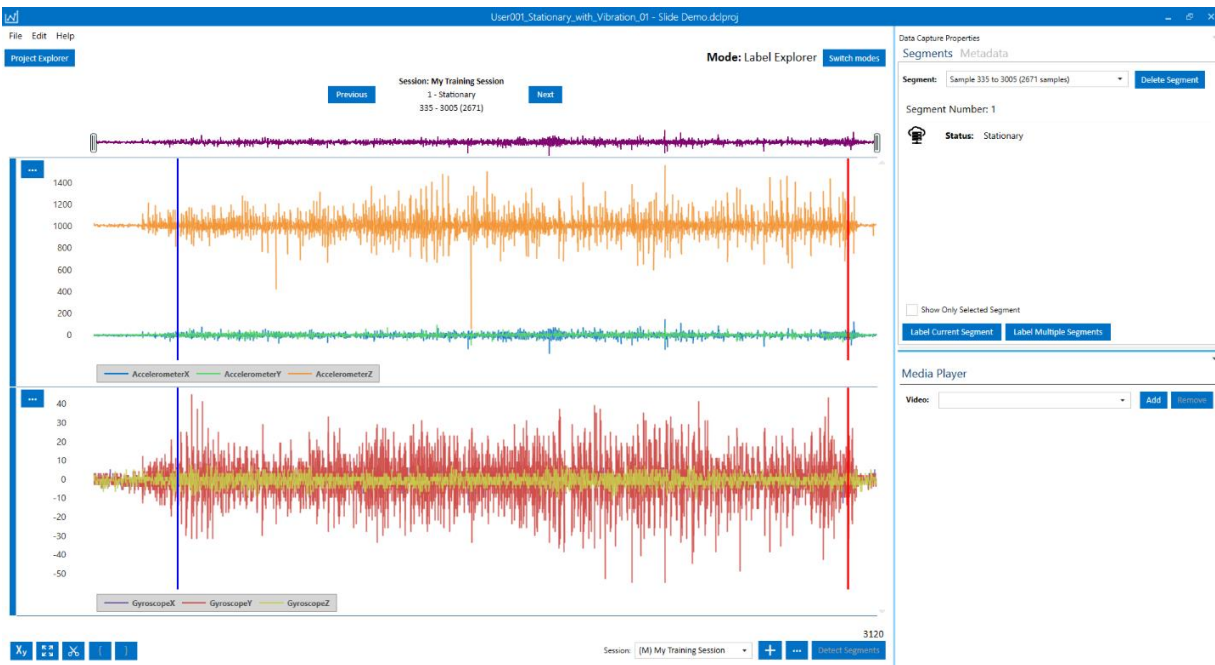 User001_Stationary_with_Vibration_01 - Slide Demo.dclproj
File Edit Help
Project Explorer
Mode: Label Explorer Switch modes
Session: My Training Session
Previous 1 - Stationary Next
335 - 3005 (2671)
1400
1200
1000
800
600
400
200
0
AccelerometerX AccelerometerY AccelerometerZ
40
30
20
10
0
-10
-20
-30
-40
-50
GyroscopeX GyroscopeY GyroscopeZ
3120
Xy { } Session: (M) My Training Session + ... Detect Segments
Data Capture Properties
Segments Metadata
Segment: Sample 335 to 3005 (2671 samples) Delete Segment
Segment Number: 1
Status: Stationary
Show Only Selected Segment
Label Current Segment Label Multiple Segments
Media Player
Video: Add Remove